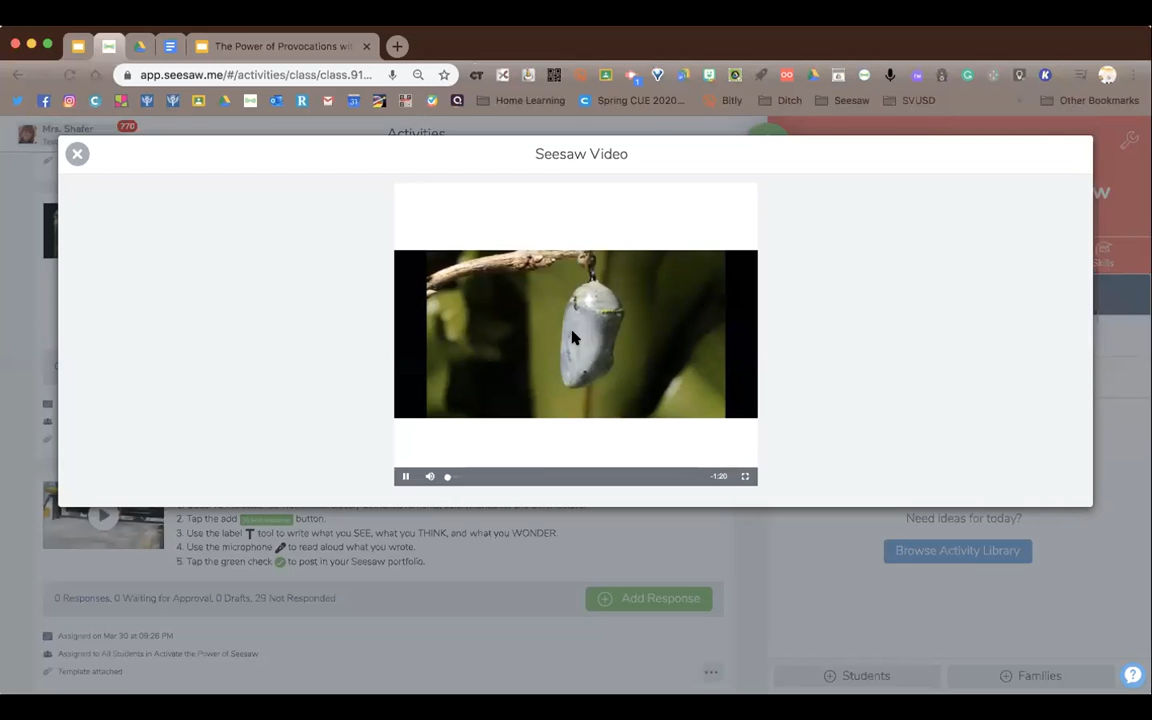 The Power of Provocations wit
app.seesaw.me/#/activities/class/class.91...
Home Learning
Spring CUE 2020...
Bitly
Ditch
Seesaw
SVUSD
Other Bookmarks
Mrs. Shafer
770
Activities
Seesaw Video
w
Skills
-1:20
2. Tap the add button.
3. Use the label T tool to write what you SEE, what you THINK, and what you WONDER.
4. Use the microphone to read aloud what you wrote.
5. Tap the green check to post in your Seesaw portfolio.
Need ideas for today?
Browse Activity Library
0 Responses, 0 Waiting for Approval, 0 Drafts, 29 Not Responded
Add Response
Assigned on Mar 30 at 09:26 PM
Assigned to All Students in Activate the Power of Seesaw
Template attached
Students
Families